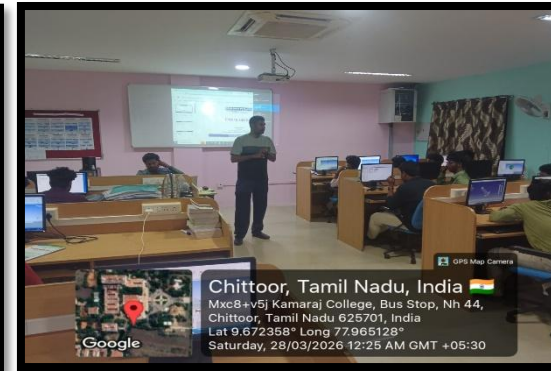 GPS Map Camera
Chittoor, Tamil Nadu, India
Mxc8+v5j Kamaraj College, Bus Stop, Nh 44,
Chittoor, Tamil Nadu 625701, India
Lat 9.672358° Long 77.965128°
Saturday, 28/03/2026 12:25 AM GMT +05:30
Google